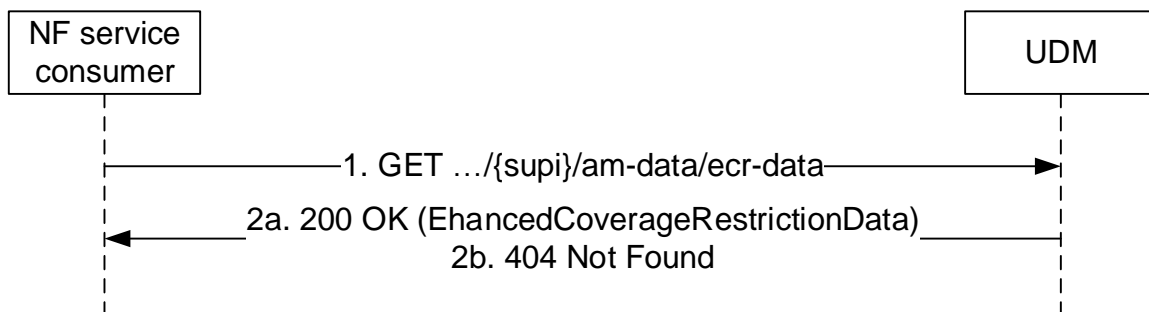 NF service
consumer
UDM
1. GET …/{supi}/am-data/ecr-data
2a. 200 OK (EhancedCoverageRestrictionData)
2b. 404 Not Found